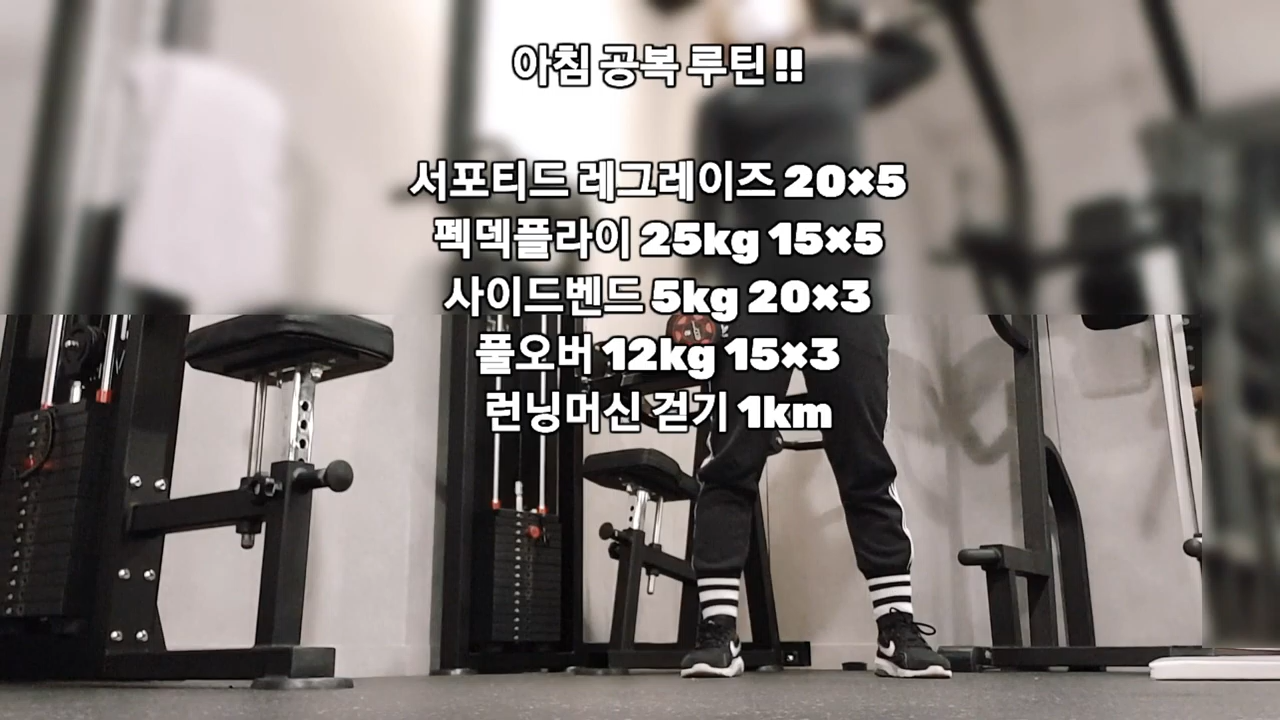 아침 공복 루틴 !!
서포티드 레그레이즈 20×5
펙덱플라이 25kg 15×5
사이드벤드 5kg 20×3
풀오버 12kg 15×3
런닝머신 걷기 1km